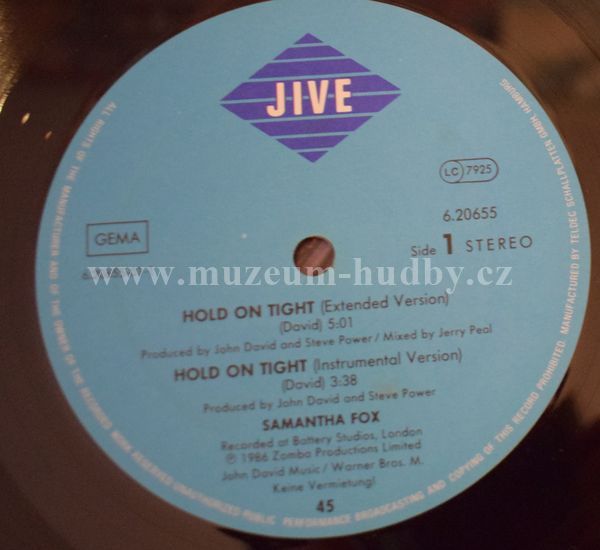 JIVE
LC 7925
6.20655
Side 1 STEREO
GEMA
www.muzeum-hudby.cz
HOLD ON TIGHT (Extended Version)
(David) 5:01
Produced by John David and Steve Power/Mixed by Jerry Peal
HOLD ON TIGHT (Instrumental Version)
(David) 3:38
Produced by John David and Steve Power
SAMANTHA FOX
Recorded at Battery Studios, London
℗ 1986 Zomba Productions Limited
John David Music / Warner Bros. M.
Keine Vermietung!
45
ALL RIGHTS OF THE MANUFACTURER AND OF THE OWNER OF THE RECORDED WORK RESERVED·UNAUTHORIZED·PUBLIC PERFORMANCE BROADCASTING AND COPYING OF THIS RECORD PROHIBITED. MANUFACTURED BY TELDEC SCHALLPLATTEN GMBH, HAMBURG